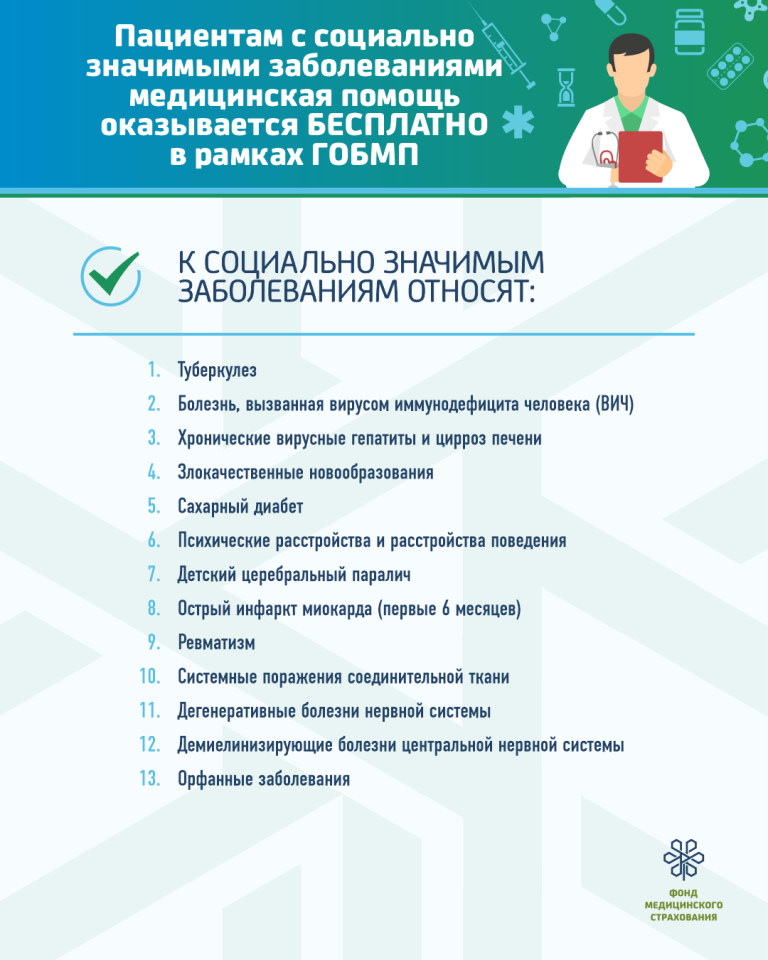 Пациентам с социально
значимыми заболеваниями
медицинская помощь
оказывается БЕСПЛАТНО
в рамках ГОБМП
К СОЦИАЛЬНО ЗНАЧИМЫМ
ЗАБОЛЕВАНИЯМ ОТНОСЯТ:
1. Туберкулез
2. Болезнь, вызванная вирусом иммунодефицита человека (ВИЧ)
3. Хронические вирусные гепатиты и цирроз печени
4. Злокачественные новообразования
5. Сахарный диабет
6. Психические расстройства и расстройства поведения
7. Детский церебральный паралич
8. Острый инфаркт миокарда (первые 6 месяцев)
9. Ревматизм
10. Системные поражения соединительной ткани
11. Дегенеративные болезни нервной системы
12. Демиелинизирующие болезни центральной нервной системы
13. Орфанные заболевания
ФОНД
МЕДИЦИНСКОГО
СТРАХОВАНИЯ